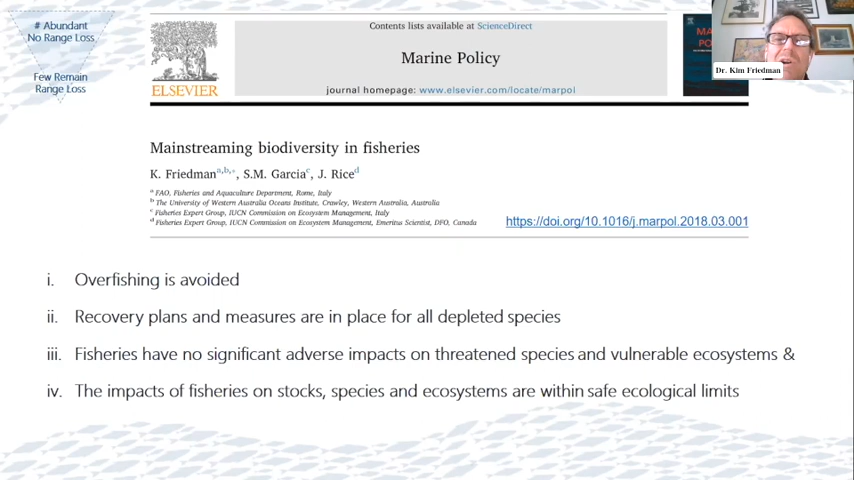 # Abundant
No Range Loss
Few Remain
Range Loss
Contents lists available at ScienceDirect
Marine Policy
journal homepage: www.elsevier.com/locate/marpol
ELSEVIER
Dr. Kim Friedman
Mainstreaming biodiversity in fisheries
K. Friedmana,b,*, S.M. Garciac, J. Riced
a FAO, Fisheries and Aquaculture Department, Rome, Italy
b The University of Western Australia Oceans Institute, Crawley, Western Australia, Australia
c Fisheries Expert Group, IUCN Commission on Ecosystem Management, Italy
d Fisheries Expert Group, IUCN Commission on Ecosystem Management, Emeritus Scientist, DFO, Canada
https://doi.org/10.1016/j.marpol.2018.03.001
i. Overfishing is avoided
ii. Recovery plans and measures are in place for all depleted species
iii. Fisheries have no significant adverse impacts on threatened species and vulnerable ecosystems &
iv. The impacts of fisheries on stocks, species and ecosystems are within safe ecological limits